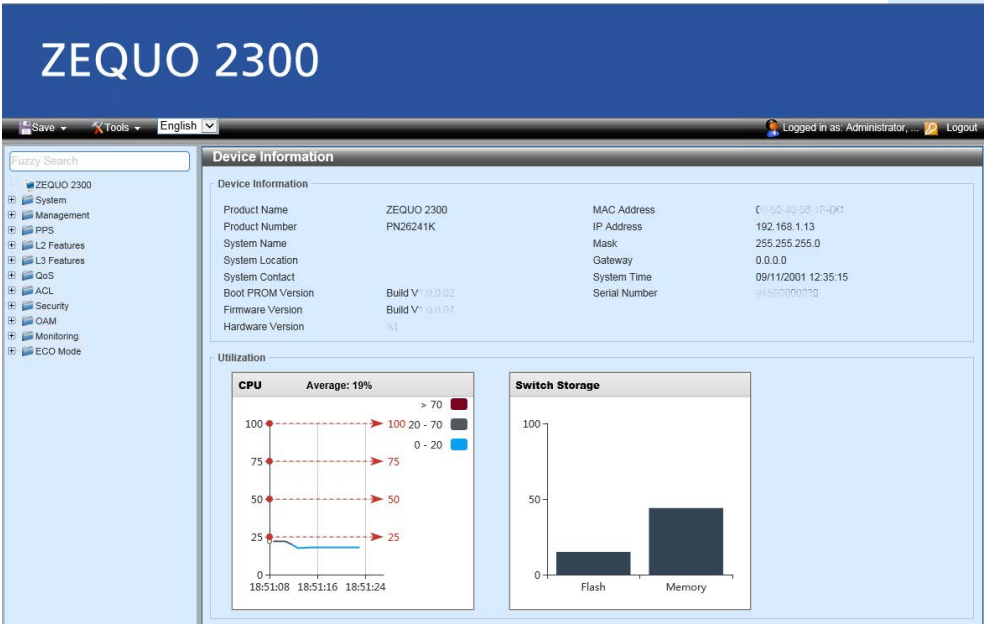 ZEQUO 2300
Save Tools English Logged in as: Administrator, ... Logout
Fuzzy Search
ZEQUO 2300
System
Management
PPS
L2 Features
L3 Features
QoS
ACL
Security
OAM
Monitoring
ECO Mode
Device Information
Device Information
Product Name ZEQUO 2300 MAC Address
Product Number PN26241K IP Address 192.168.1.13
System Name Mask 255.255.255.0
System Location Gateway 0.0.0.0
System Contact System Time 09/11/2001 12:35:15
Boot PROM Version Build Serial Number
Firmware Version Build
Hardware Version A1
Utilization
CPU Average: 19%
> 70
100 100 20 - 70
0 - 20
75 75
50 50
25 25
0
18:51:08 18:51:16 18:51:24
Switch Storage
100
50
0
Flash Memory